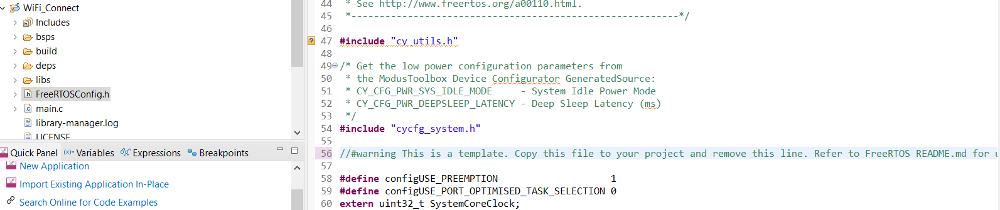 WiFi_Connect
Includes
bsps
build
deps
libs
FreeRTOSConfig.h
main.c
library-manager.log
LICENSE
Quick Panel (x)= Variables Expressions Breakpoints
New Application
Import Existing Application In-Place
Search Online for Code Examples
44 * See http://www.freertos.org/a00110.html.
45 *----------------------------------------------------------*/
46
47 #include "cy_utils.h"
48
49 /* Get the low power configuration parameters from
50 * the ModusToolbox Device Configurator GeneratedSource:
51 * CY_CFG_PWR_SYS_IDLE_MODE     - System Idle Power Mode
52 * CY_CFG_PWR_DEEPSLEEP_LATENCY - Deep Sleep Latency (ms)
53 */
54 #include "cycfg_system.h"
55
56 //#warning This is a template. Copy this file to your project and remove this line. Refer to FreeRTOS README.md for
57
58 #define configUSE_PREEMPTION                    1
59 #define configUSE_PORT_OPTIMISED_TASK_SELECTION 0
60 extern uint32_t SystemCoreClock;